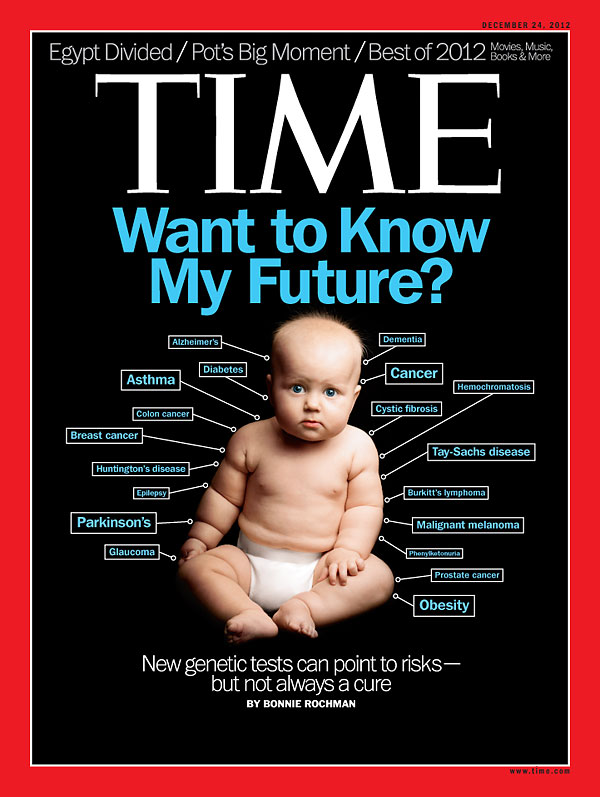 DECEMBER 24, 2012
Egypt Divided / Pot's Big Moment / Best of 2012 Movies, Music,
Books & More
TIME
Want to Know
My Future?
Alzheimer's
Dementia
Diabetes
Cancer
Asthma
Hemochromatosis
Colon cancer
Cystic fibrosis
Breast cancer
Tay-Sachs disease
Huntington's disease
Epilepsy
Burkitt's lymphoma
Parkinson's
Malignant melanoma
Glaucoma
Phenylketonuria
Prostate cancer
Obesity
New genetic tests can point to risks—
but not always a cure
BY BONNIE ROCHMAN
www.time.com